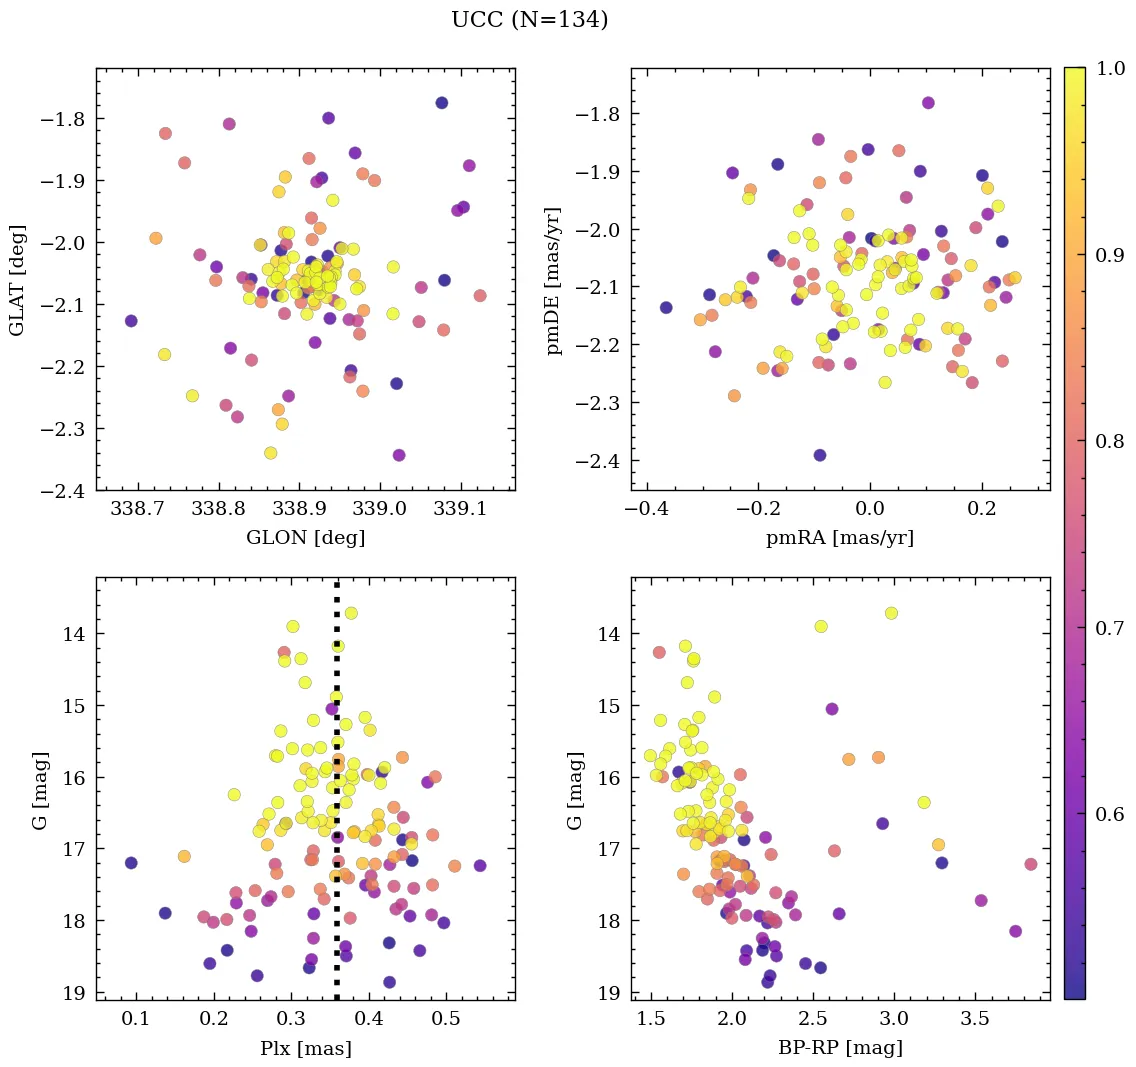 UCC (N=134)
−1.8
−1.9
−2.0
−2.1
−2.2
−2.3
−2.4
GLAT [deg]
338.7 338.8 338.9 339.0 339.1
GLON [deg]
−1.8
−1.9
−2.0
−2.1
−2.2
−2.3
−2.4
pmDE [mas/yr]
−0.4 −0.2 0.0 0.2
pmRA [mas/yr]
1.0
0.9
0.8
0.7
0.6
14
15
16
17
18
19
G [mag]
0.1 0.2 0.3 0.4 0.5
Plx [mas]
14
15
16
17
18
19
G [mag]
1.5 2.0 2.5 3.0 3.5
BP-RP [mag]